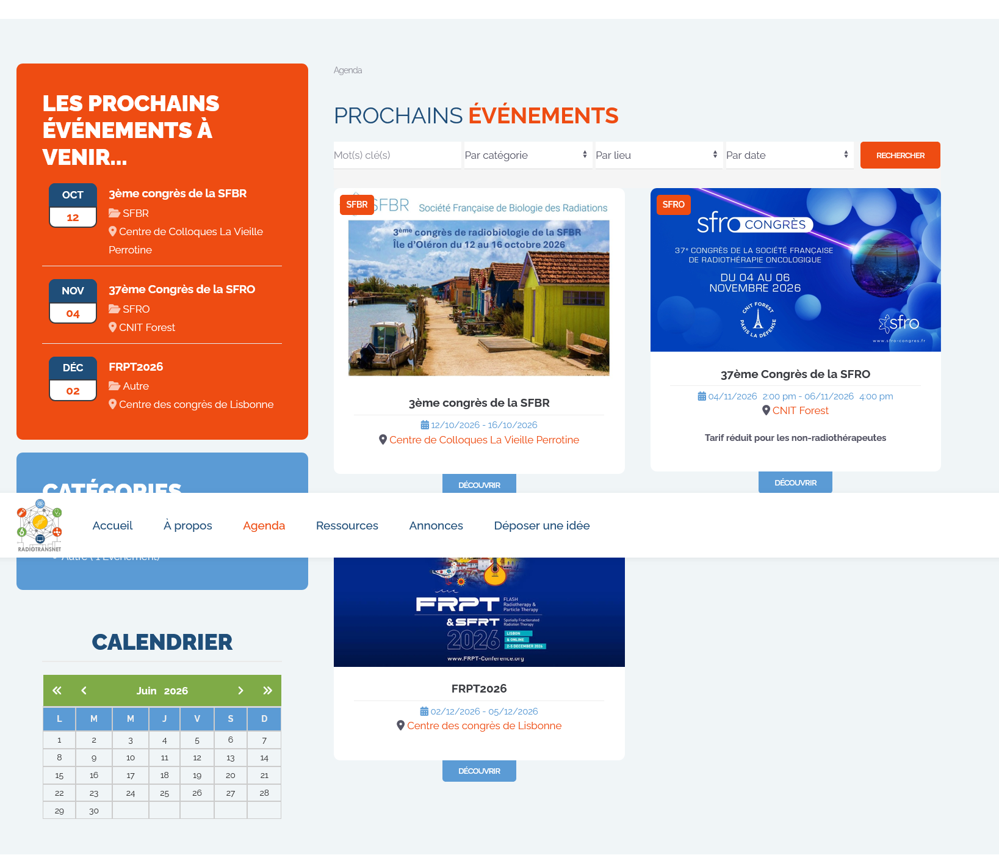 LES PROCHAINS
ÉVÉNEMENTS À
VENIR...
OCT
12
3ème congrès de la SFBR
SFBR
Centre de Colloques La Vieille
Perrotine
NOV
04
37ème Congrès de la SFRO
SFRO
CNIT Forest
DÉC
02
FRPT2026
Autre
Centre des congrès de Lisbonne
CATÉGORIES
Autre ( 1 Évènement)
CALENDRIER
Juin 2026
L M M J V S D
1 2 3 4 5 6 7
8 9 10 11 12 13 14
15 16 17 18 19 20 21
22 23 24 25 26 27 28
29 30
Agenda
PROCHAINS ÉVÉNEMENTS
Mot(s) clé(s) Par catégorie Par lieu Par date RECHERCHER
SFBR
SFBR Société Française de Biologie des Radiations
3ème congrès de radiobiologie de la SFBR
Île d'Oléron du 12 au 16 octobre 2026
3ème congrès de la SFBR
12/10/2026 - 16/10/2026
Centre de Colloques La Vieille Perrotine
DÉCOUVRIR
SFRO
sfro CONGRÈS
37e CONGRÈS DE LA SOCIÉTÉ FRANÇAISE
DE RADIOTHÉRAPIE ONCOLOGIQUE
DU 04 AU 06
NOVEMBRE 2026
CNIT FOREST
PARIS LA DÉFENSE
sfro
www.sfro-congres.fr
37ème Congrès de la SFRO
04/11/2026 2:00 pm - 06/11/2026 4:00 pm
CNIT Forest
Tarif réduit pour les non-radiothérapeutes
DÉCOUVRIR
RADIOTRANSNET
Accueil À propos Agenda Ressources Annonces Déposer une idée
FRPT FLASH
Radiotherapy &
Particle Therapy
& SFRT Spatially Fractionated
Radiation Therapy
2026 LISBON
& ONLINE
2-5 DECEMBER 2026
www.FRPT-Conference.org
FRPT2026
02/12/2026 - 05/12/2026
Centre des congrès de Lisbonne
DÉCOUVRIR